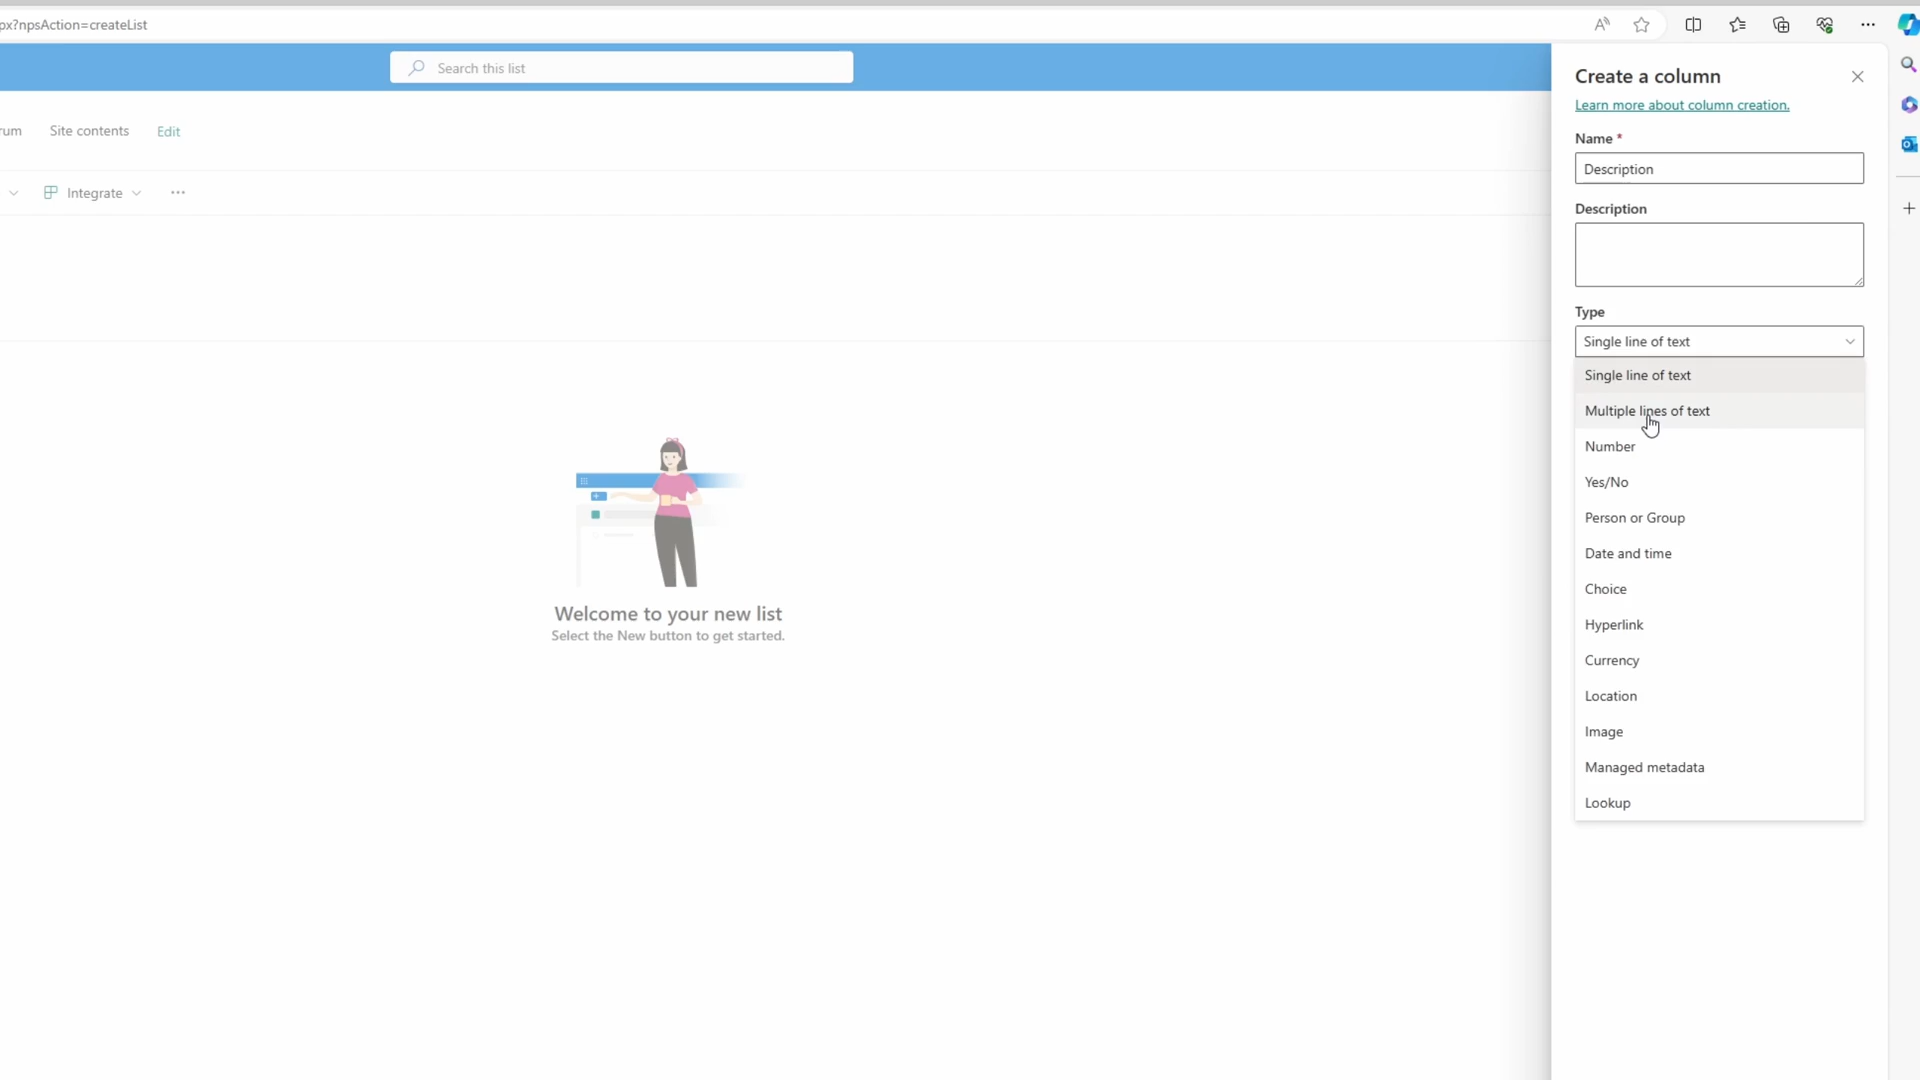 px?npsAction=createList
Search this list
rum Site contents Edit
Integrate
Welcome to your new list
Select the New button to get started.
Create a column
Learn more about column creation.
Name *
Description
Description
Type
Single line of text
Single line of text
Multiple lines of text
Number
Yes/No
Person or Group
Date and time
Choice
Hyperlink
Currency
Location
Image
Managed metadata
Lookup